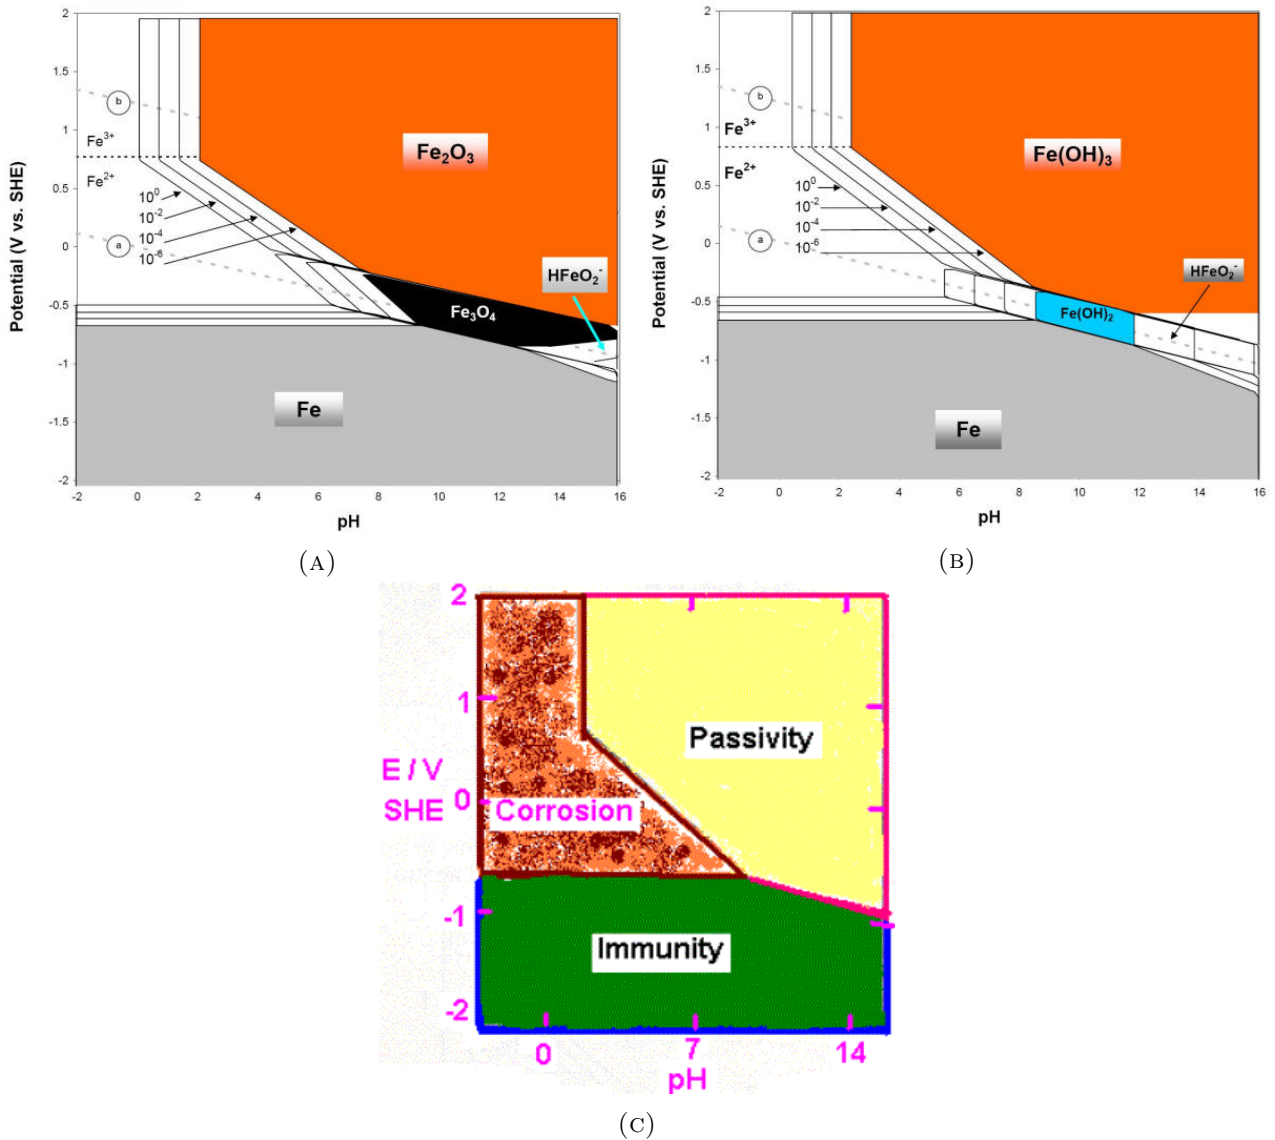 2
1.5
1
0.5
0
-0.5
-1
-1.5
-2
Potential (V vs. SHE)
b
Fe3+
Fe2+
a
10^0
10^-2
10^-4
10^-6
Fe2O3
HFeO2-
Fe3O4
Fe
-2 0 2 4 6 8 10 12 14 16
pH
(A)
2
1.5
1
0.5
0
-0.5
-1
-1.5
-2
Potential (V vs. SHE)
b
Fe3+
Fe2+
a
10^0
10^-2
10^-4
10^-6
Fe(OH)3
HFeO2-
Fe(OH)2
Fe
-2 0 2 4 6 8 10 12 14 16
pH
(B)
2
1
E / V
SHE
0
-1
-2
Passivity
Corrosion
Immunity
0 7 14
pH
(C)